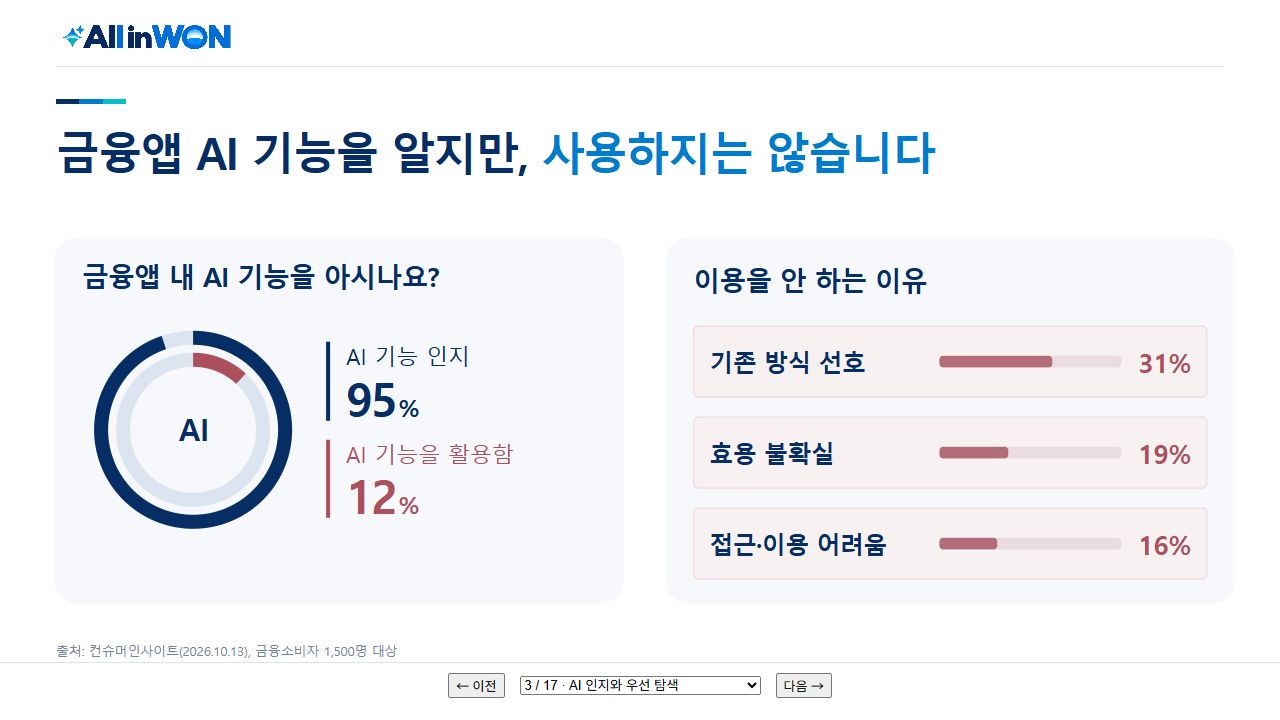 AllinWON
금융앱 AI 기능을 알지만, 사용하지는 않습니다
금융앱 내 AI 기능을 아시나요?
AI
AI 기능 인지
95%
AI 기능을 활용함
12%
이용을 안 하는 이유
기존 방식 선호 31%
효용 불확실 19%
접근·이용 어려움 16%
출처: 컨슈머인사이트(2026.10.13), 금융소비자 1,500명 대상
← 이전 3 / 17 · AI 인지와 우선 탐색 다음 →